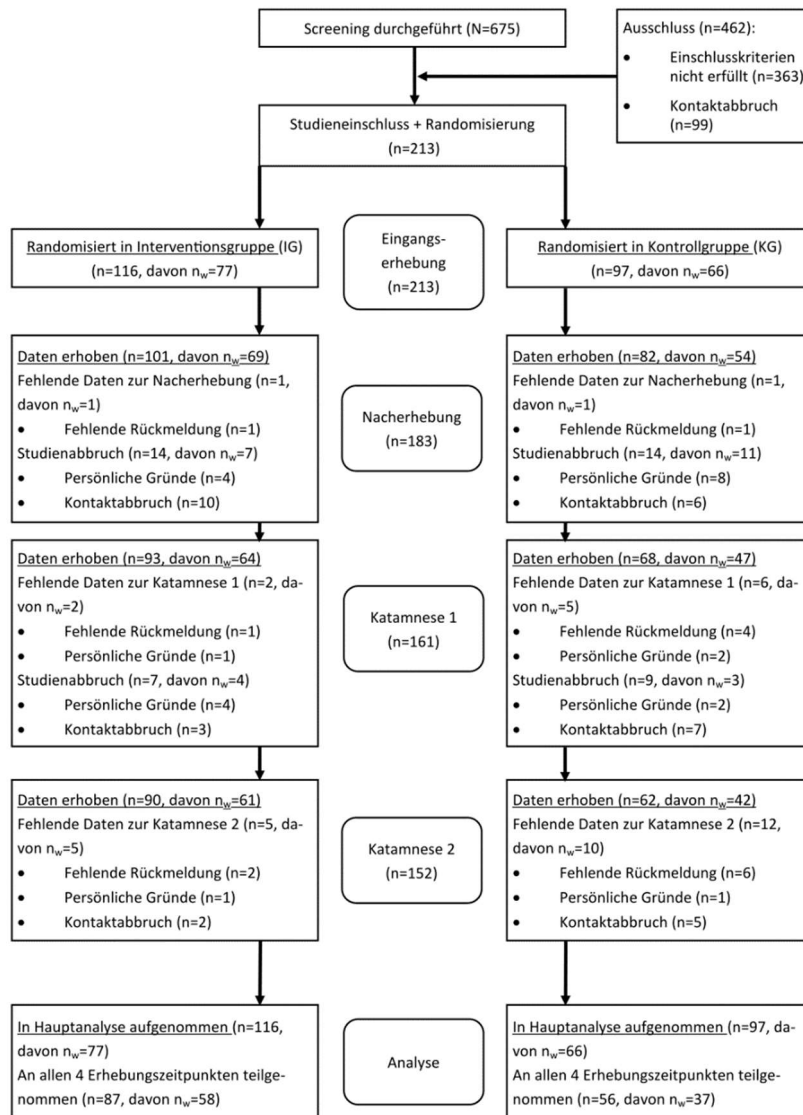 Screening durchgeführt (N=675)
Ausschluss (n=462):
• Einschlusskriterien
nicht erfüllt (n=363)
• Kontaktabbruch
(n=99)
Studieneinschluss + Randomisierung
(n=213)
Randomisiert in Interventionsgruppe (IG)
(n=116, davon nw=77)
Eingangs-
erhebung
(n=213)
Randomisiert in Kontrollgruppe (KG)
(n=97, davon nw=66)
Daten erhoben (n=101, davon nw=69)
Fehlende Daten zur Nacherhebung (n=1,
davon nw=1)
• Fehlende Rückmeldung (n=1)
Studienabbruch (n=14, davon nw=7)
• Persönliche Gründe (n=4)
• Kontaktabbruch (n=10)
Nacherhebung
(n=183)
Daten erhoben (n=82, davon nw=54)
Fehlende Daten zur Nacherhebung (n=1,
davon nw=1)
• Fehlende Rückmeldung (n=1)
Studienabbruch (n=14, davon nw=11)
• Persönliche Gründe (n=8)
• Kontaktabbruch (n=6)
Daten erhoben (n=93, davon nw=64)
Fehlende Daten zur Katamnese 1 (n=2, da-
von nw=2)
• Fehlende Rückmeldung (n=1)
• Persönliche Gründe (n=1)
Studienabbruch (n=7, davon nw=4)
• Persönliche Gründe (n=4)
• Kontaktabbruch (n=3)
Katamnese 1
(n=161)
Daten erhoben (n=68, davon nw=47)
Fehlende Daten zur Katamnese 1 (n=6, da-
von nw=5)
• Fehlende Rückmeldung (n=4)
• Persönliche Gründe (n=2)
Studienabbruch (n=9, davon nw=3)
• Persönliche Gründe (n=2)
• Kontaktabbruch (n=7)
Daten erhoben (n=90, davon nw=61)
Fehlende Daten zur Katamnese 2 (n=5, da-
von nw=5)
• Fehlende Rückmeldung (n=2)
• Persönliche Gründe (n=1)
• Kontaktabbruch (n=2)
Katamnese 2
(n=152)
Daten erhoben (n=62, davon nw=42)
Fehlende Daten zur Katamnese 2 (n=12,
davon nw=10)
• Fehlende Rückmeldung (n=6)
• Persönliche Gründe (n=1)
• Kontaktabbruch (n=5)
In Hauptanalyse aufgenommen (n=116,
davon nw=77)
An allen 4 Erhebungszeitpunkten teilge-
nommen (n=87, davon nw=58)
Analyse
In Hauptanalyse aufgenommen (n=97, da-
von nw=66)
An allen 4 Erhebungszeitpunkten teilge-
nommen (n=56, davon nw=37)